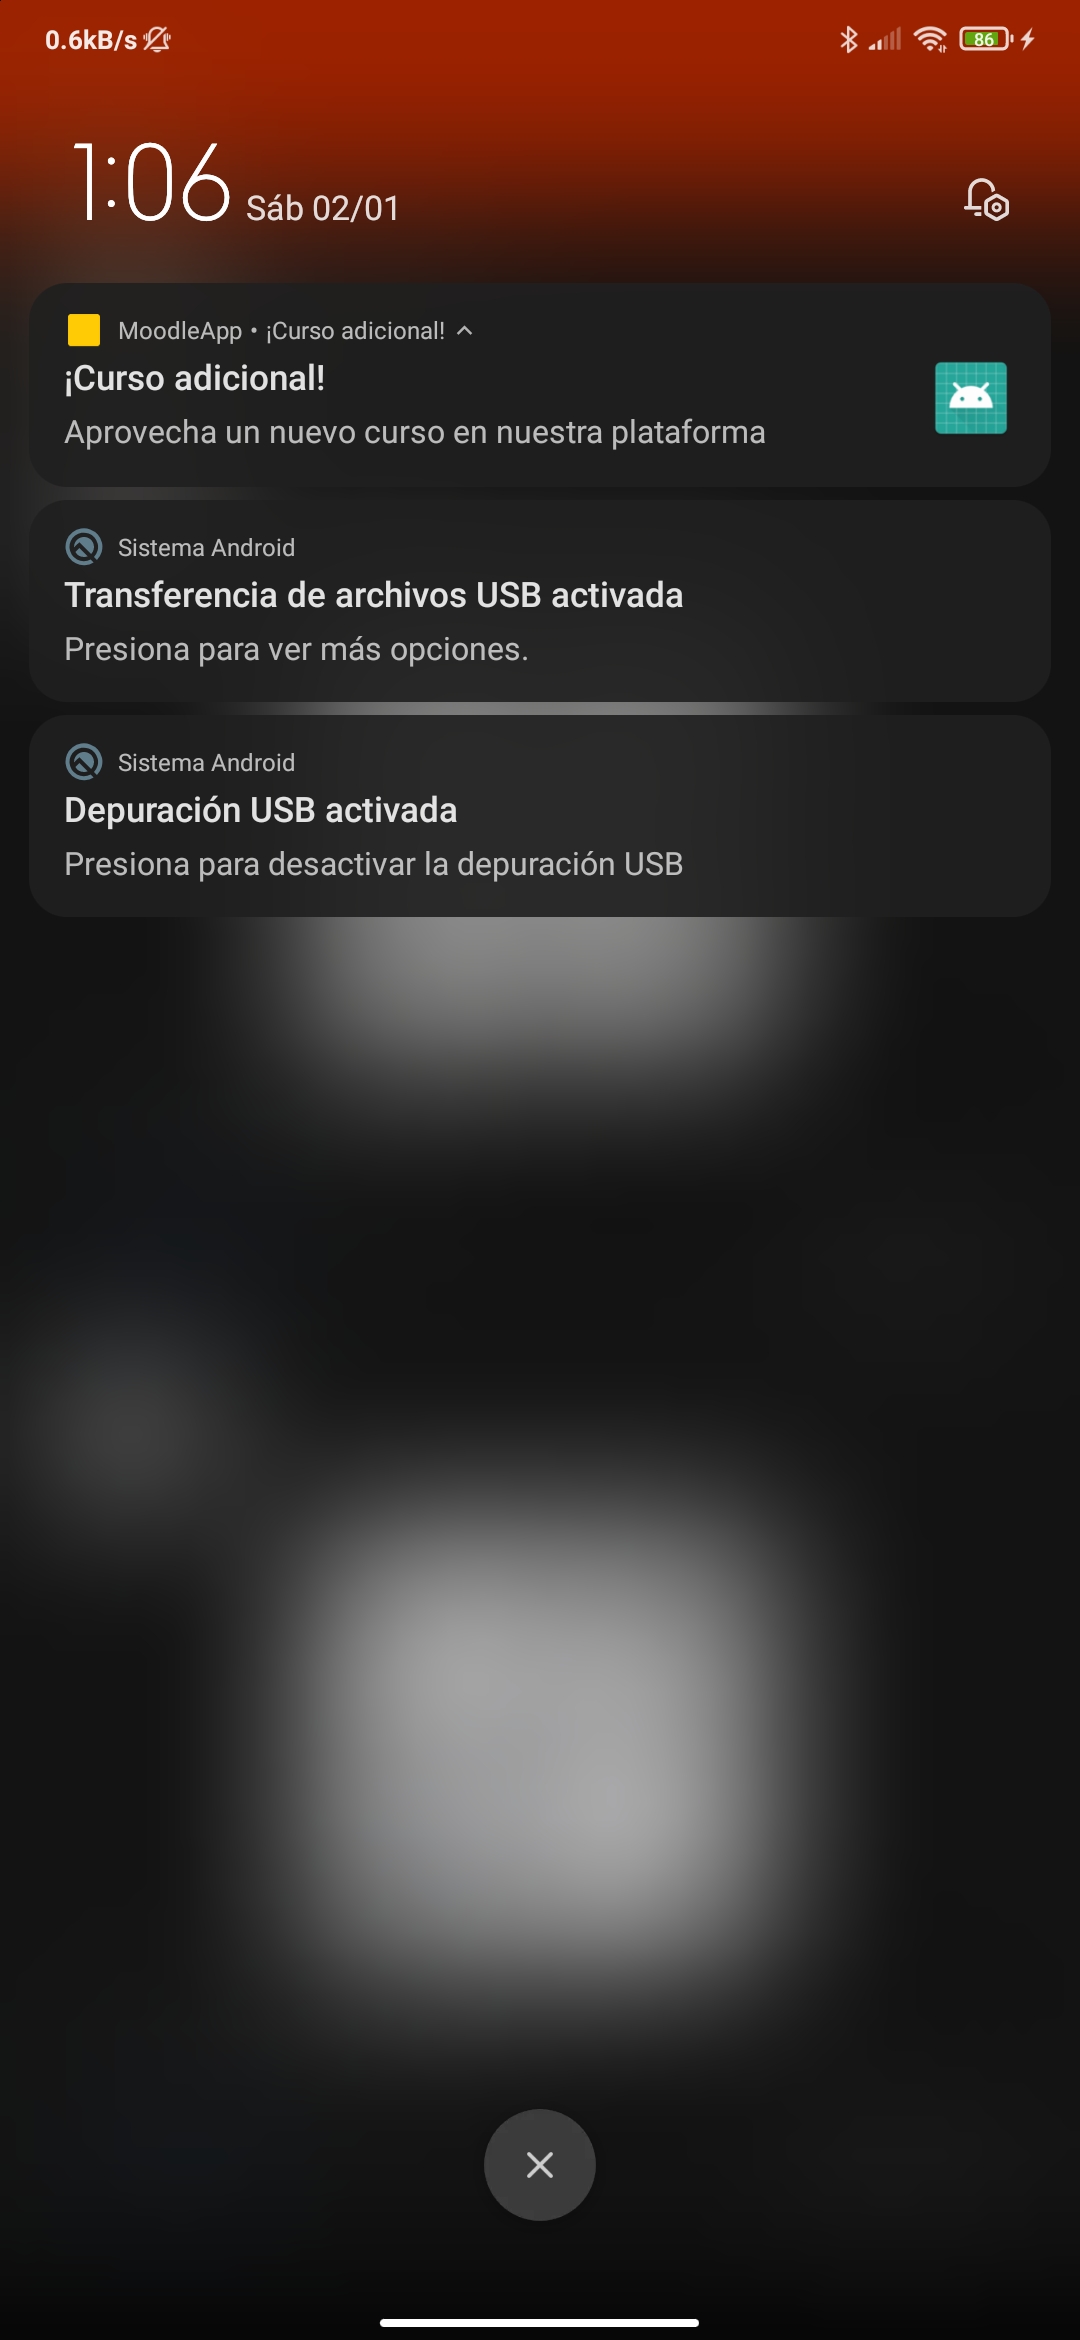 0.6kB/s
86
1:06 Sáb 02/01
MoodleApp • ¡Curso adicional!
¡Curso adicional!
Aprovecha un nuevo curso en nuestra plataforma
Sistema Android
Transferencia de archivos USB activada
Presiona para ver más opciones.
Sistema Android
Depuración USB activada
Presiona para desactivar la depuración USB